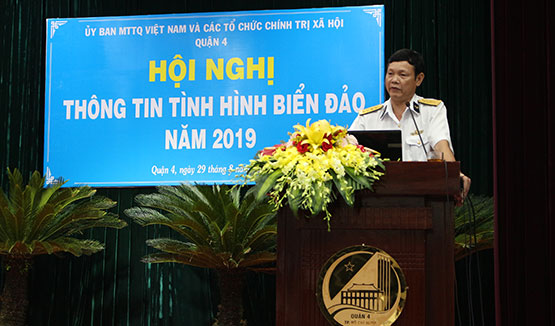 ỦY BAN MTTQ VIỆT NAM VÀ CÁC TỔ CHỨC CHÍNH TRỊ XÃ HỘI
QUẬN 4
HỘI NGHỊ
THÔNG TIN TÌNH HÌNH BIỂN ĐẢO
NĂM 2019
Quận 4, ngày 29 tháng 8
QUẬN 4